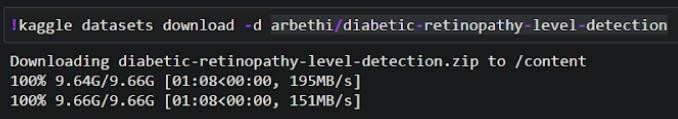 !kaggle datasets download -d arbethi/diabetic-retinopathy-level-detection
Downloading diabetic-retinopathy-level-detection.zip to /content
100% 9.64G/9.66G [01:08<00:00, 195MB/s]
100% 9.66G/9.66G [01:08<00:00, 151MB/s]